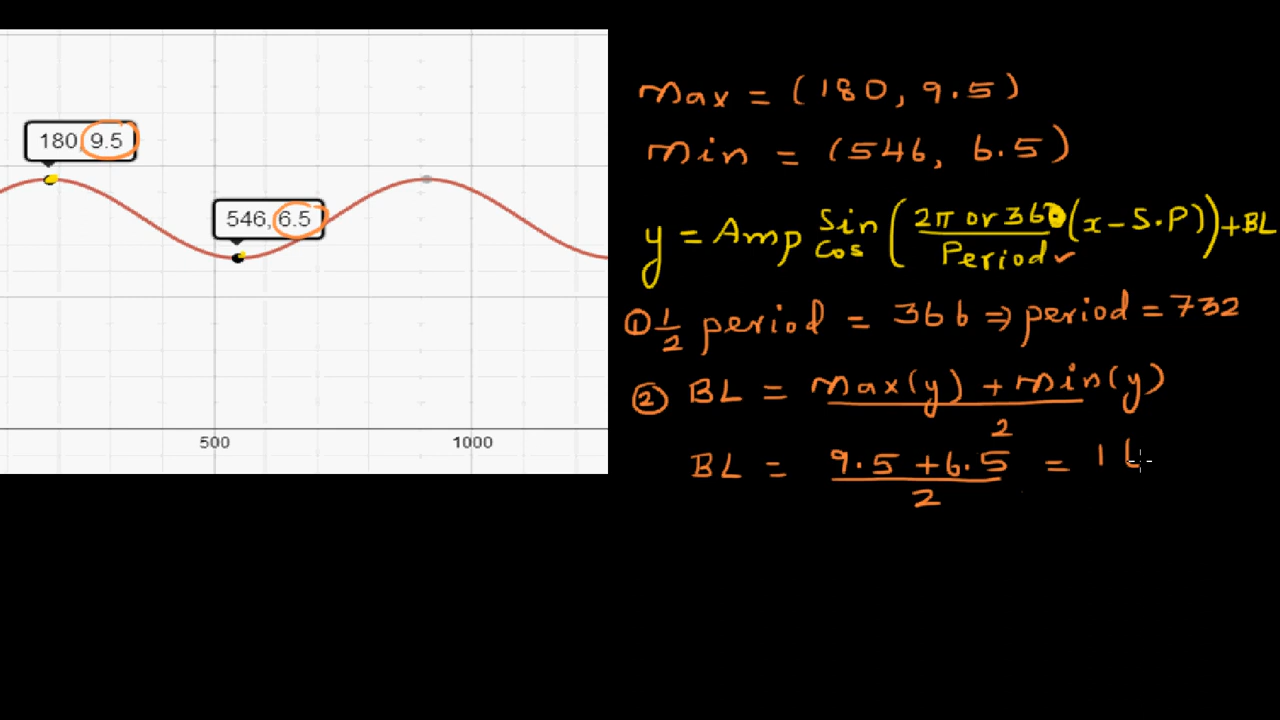 180, 9.5
546, 6.5
500 1000
max = (180, 9.5)
min = (546, 6.5)
y = Amp Sin Cos (2π or 360 / Period (x - S.P)) + BL
① 1/2 period = 366 ⇒ period = 732
② BL = max(y) + min(y) / 2
BL = 9.5 + 6.5 / 2 = 1